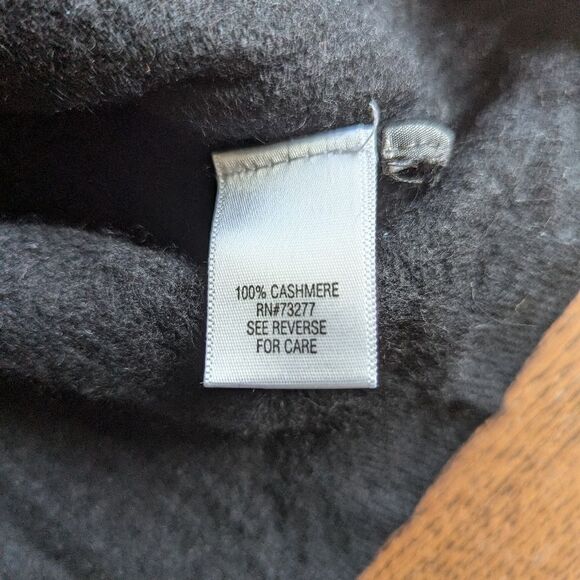 100% CASHMERE
RN#73277
SEE REVERSE
FOR CARE